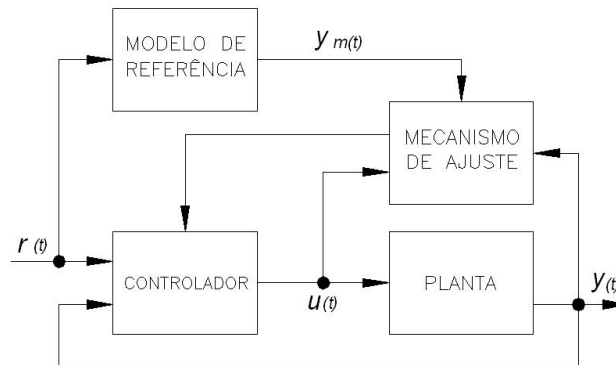 MODELO DE
REFERÊNCIA
y m(t)
MECANISMO
DE AJUSTE
r (t)
CONTROLADOR
u(t)
PLANTA
y(t)